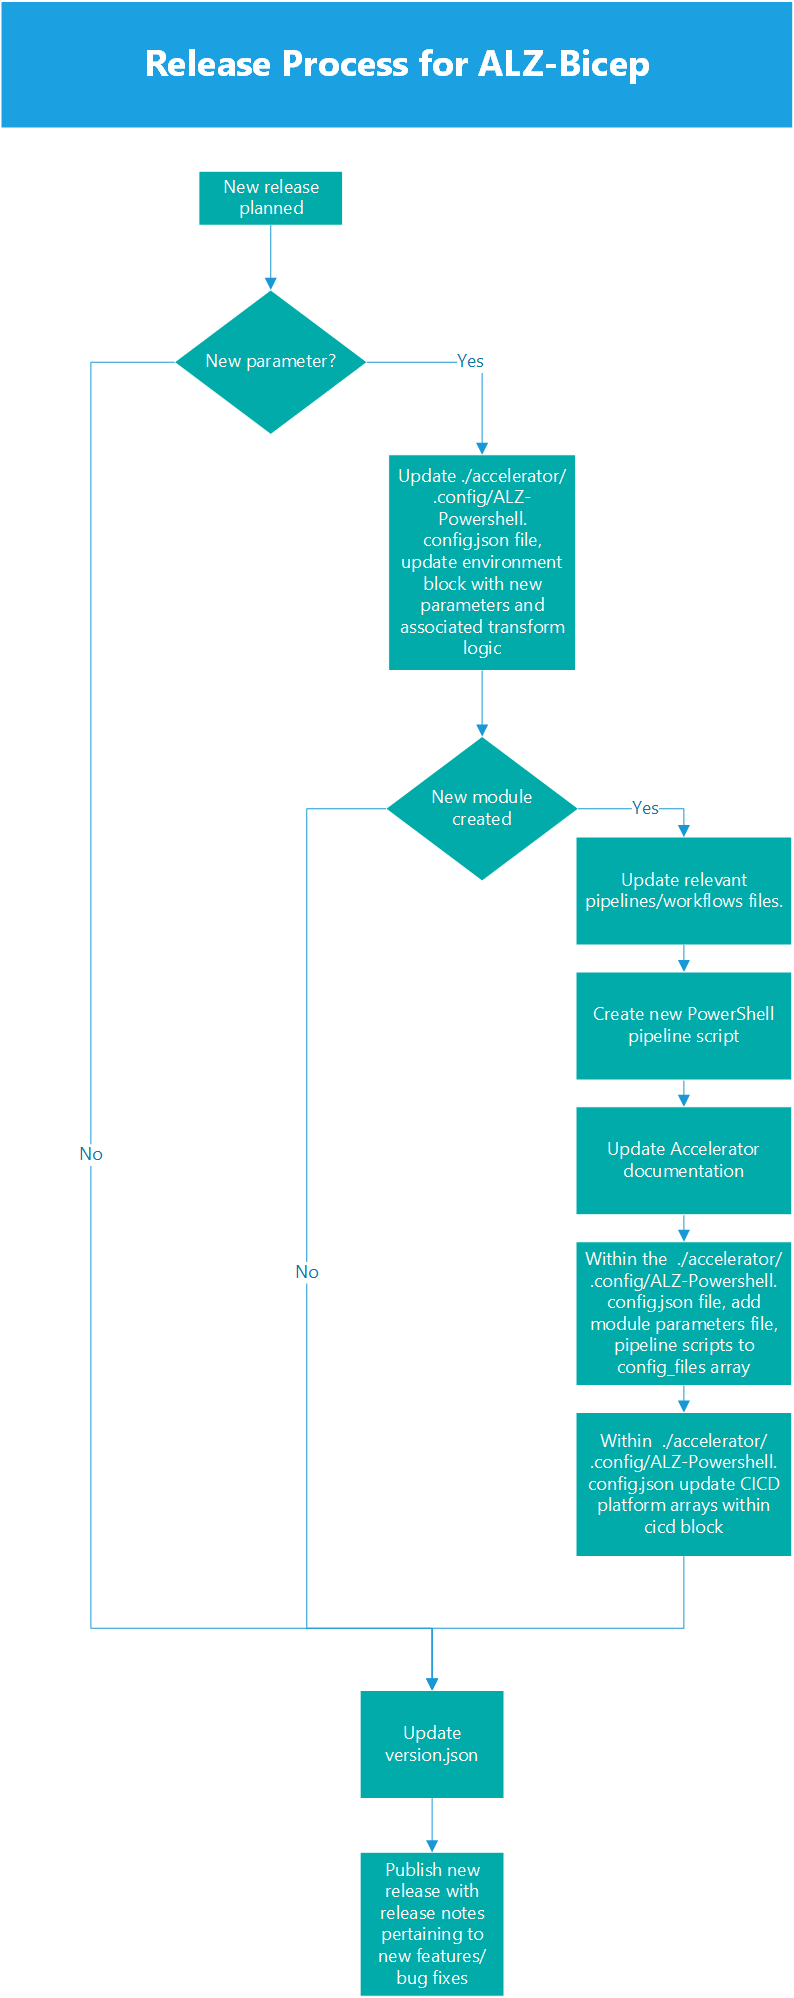 Release Process for ALZ-Bicep
New release
planned
New parameter?
Yes
Update ./accelerator/
.config/ALZ-
Powershell.
config.json file,
update environment
block with new
parameters and
associated transform
logic
New module
created
Yes
Update relevant
pipelines/workflows files.
Create new PowerShell
pipeline script
Update Accelerator
documentation
No
Within the ./accelerator/
.config/ALZ-Powershell.
config.json file, add
module parameters file,
pipeline scripts to
config_files array
No
Within ./accelerator/
.config/ALZ-Powershell.
config.json update CICD
platform arrays within
cicd block
Update
version.json
Publish new
release with
release notes
pertaining to
new features/
bug fixes